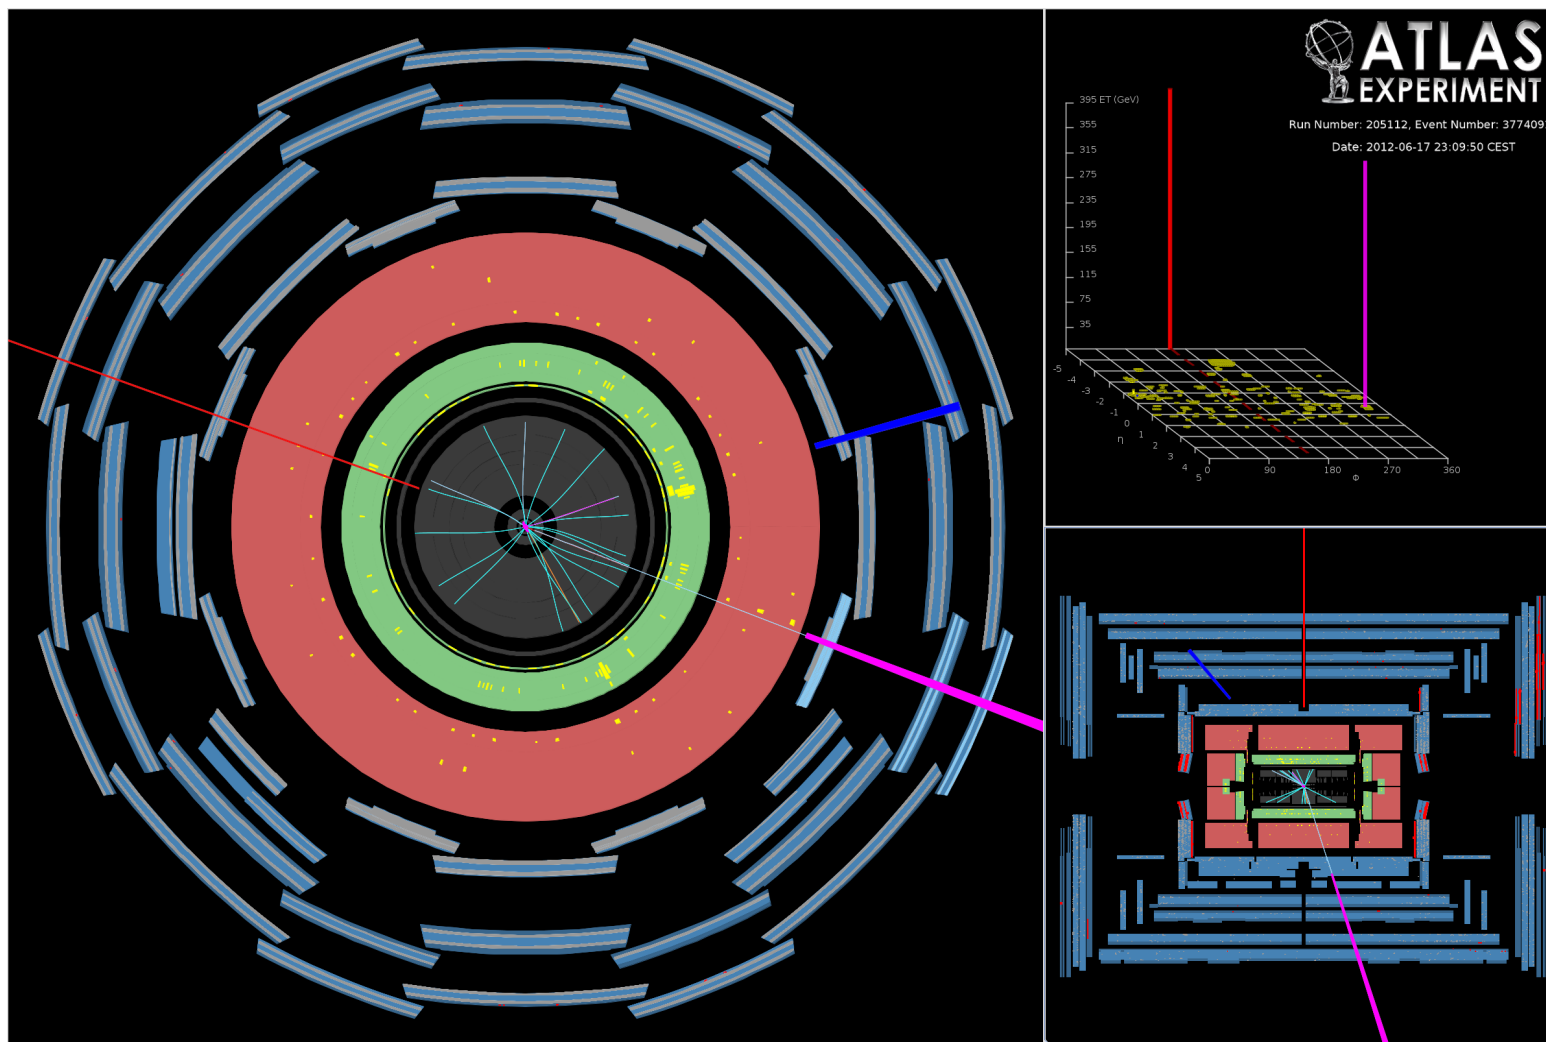 ATLAS
EXPERIMENT
Run Number: 205112, Event Number: 377409
Date: 2012-06-17 23:09:50 CEST
395 ET (GeV)
355
315
275
235
195
155
115
75
35
-5
-4
-3
-2
-1
0
1
2
3
4
5
η
0 90 180 270 360
Φ